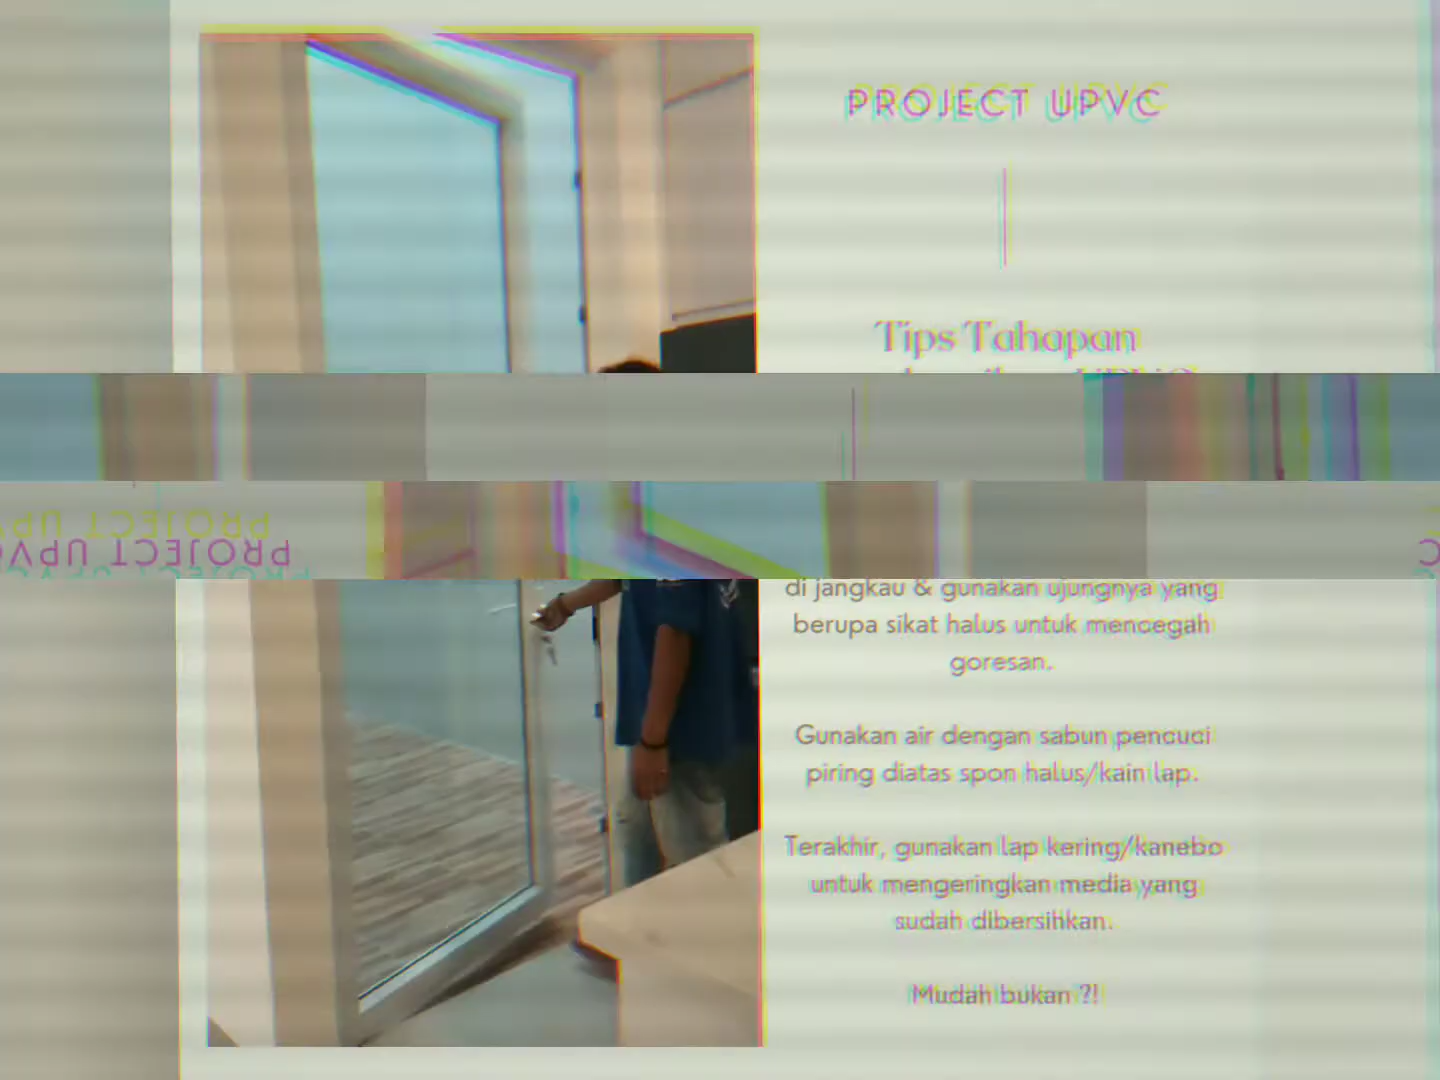 PROJECT UPVC
Tips Tahapan
PROJECT UPVC
di jangkau & gunakan ujungnya yang
berupa sikat halus untuk mencegah
goresan.
Gunakan air dengan sabun pencuci
piring diatas spon halus/kain lap.
Terakhir, gunakan lap kering/kanebo
untuk mengeringkan media yang
sudah dibersihkan.
Mudah bukan ?!